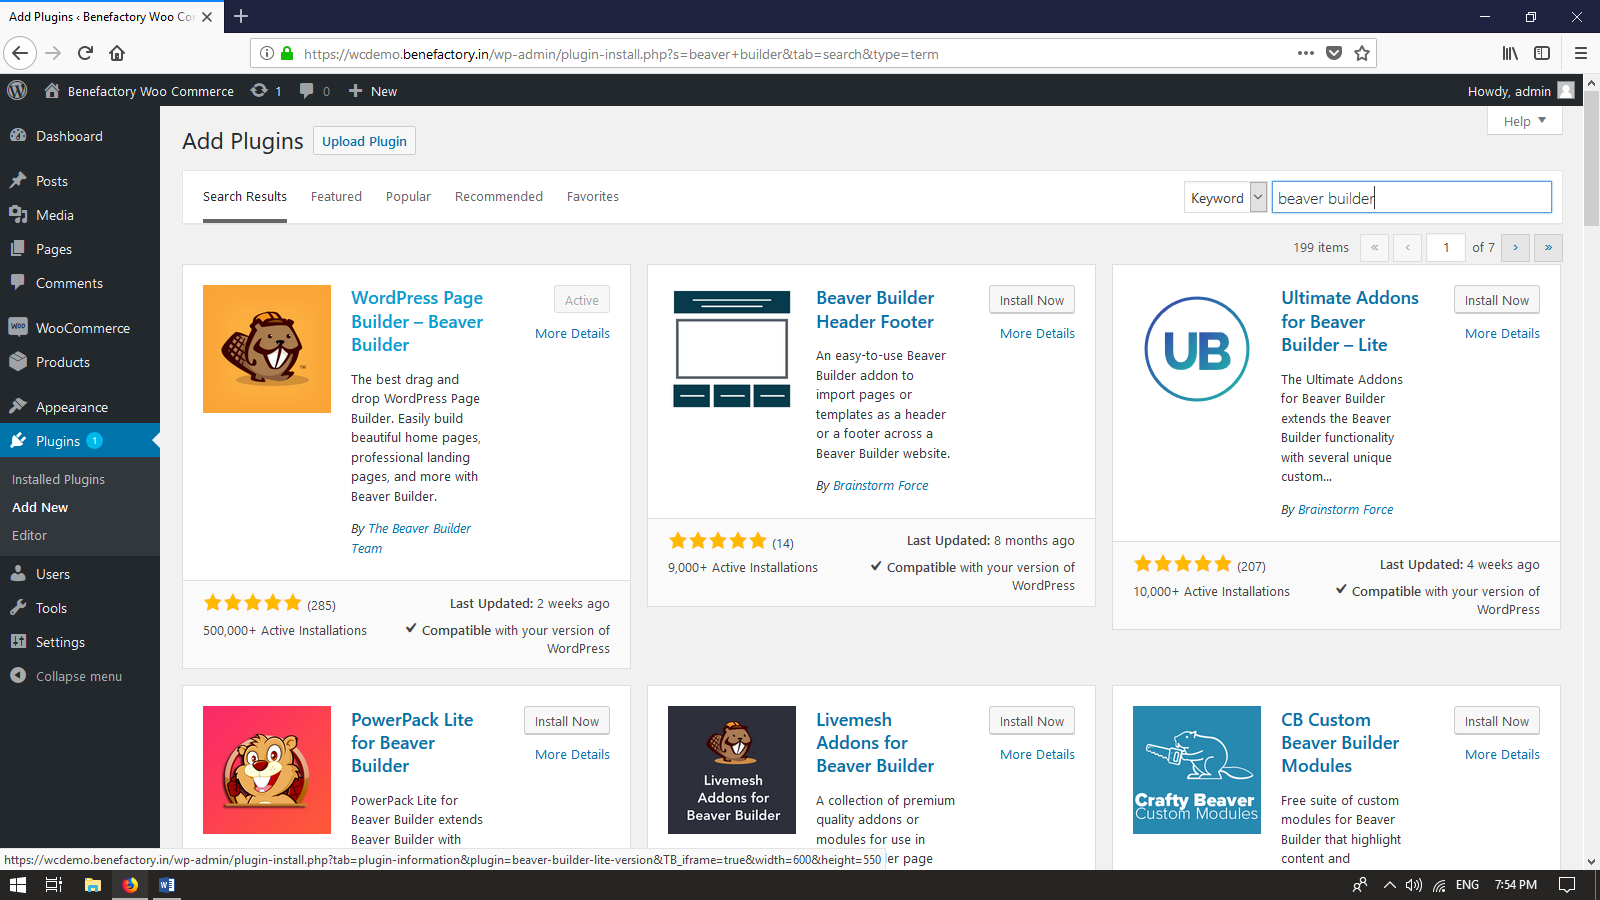 Add Plugins ‹ Benefactory Woo Co
https://wcdemo.benefactory.in/wp-admin/plugin-install.php?s=beaver+builder&tab=search&type=term
Benefactory Woo Commerce
1
0
New
Howdy, admin
Dashboard
Posts
Media
Pages
Comments
WOO
WooCommerce
Products
Appearance
Plugins 1
Installed Plugins
Add New
Editor
Users
Tools
Settings
Collapse menu
Help
Add Plugins
Upload Plugin
Search Results
Featured
Popular
Recommended
Favorites
Keyword
beaver builder
199 items
«
‹
1
of 7
›
»
WordPress Page
Builder – Beaver
Builder
Active
More Details
The best drag and
drop WordPress Page
Builder. Easily build
beautiful home pages,
professional landing
pages, and more with
Beaver Builder.
By The Beaver Builder
Team
TM
(285)
500,000+ Active Installations
Last Updated: 2 weeks ago
Compatible with your version of
WordPress
Beaver Builder
Header Footer
Install Now
More Details
An easy-to-use Beaver
Builder addon to
import pages or
templates as a header
or a footer across a
Beaver Builder website.
By Brainstorm Force
(14)
9,000+ Active Installations
Last Updated: 8 months ago
Compatible with your version of
WordPress
UB
Ultimate Addons
for Beaver
Builder – Lite
Install Now
More Details
The Ultimate Addons
for Beaver Builder
extends the Beaver
Builder functionality
with several unique
custom...
By Brainstorm Force
(207)
10,000+ Active Installations
Last Updated: 4 weeks ago
Compatible with your version of
WordPress
PowerPack Lite
for Beaver
Builder
Install Now
More Details
PowerPack Lite for
Beaver Builder extends
Beaver Builder with
Livemesh
Addons for
Beaver Builder
Livemesh
Addons for
Beaver Builder
Install Now
More Details
A collection of premium
quality addons or
modules for use in
er page
Crafty Beaver
Custom Modules
CB Custom
Beaver Builder
Modules
Install Now
More Details
Free suite of custom
modules for Beaver
Builder that highlight
content and
https://wcdemo.benefactory.in/wp-admin/plugin-install.php?tab=plugin-information&plugin=beaver-builder-lite-version&TB_iframe=true&width=600&height=550
ENG
7:54 PM